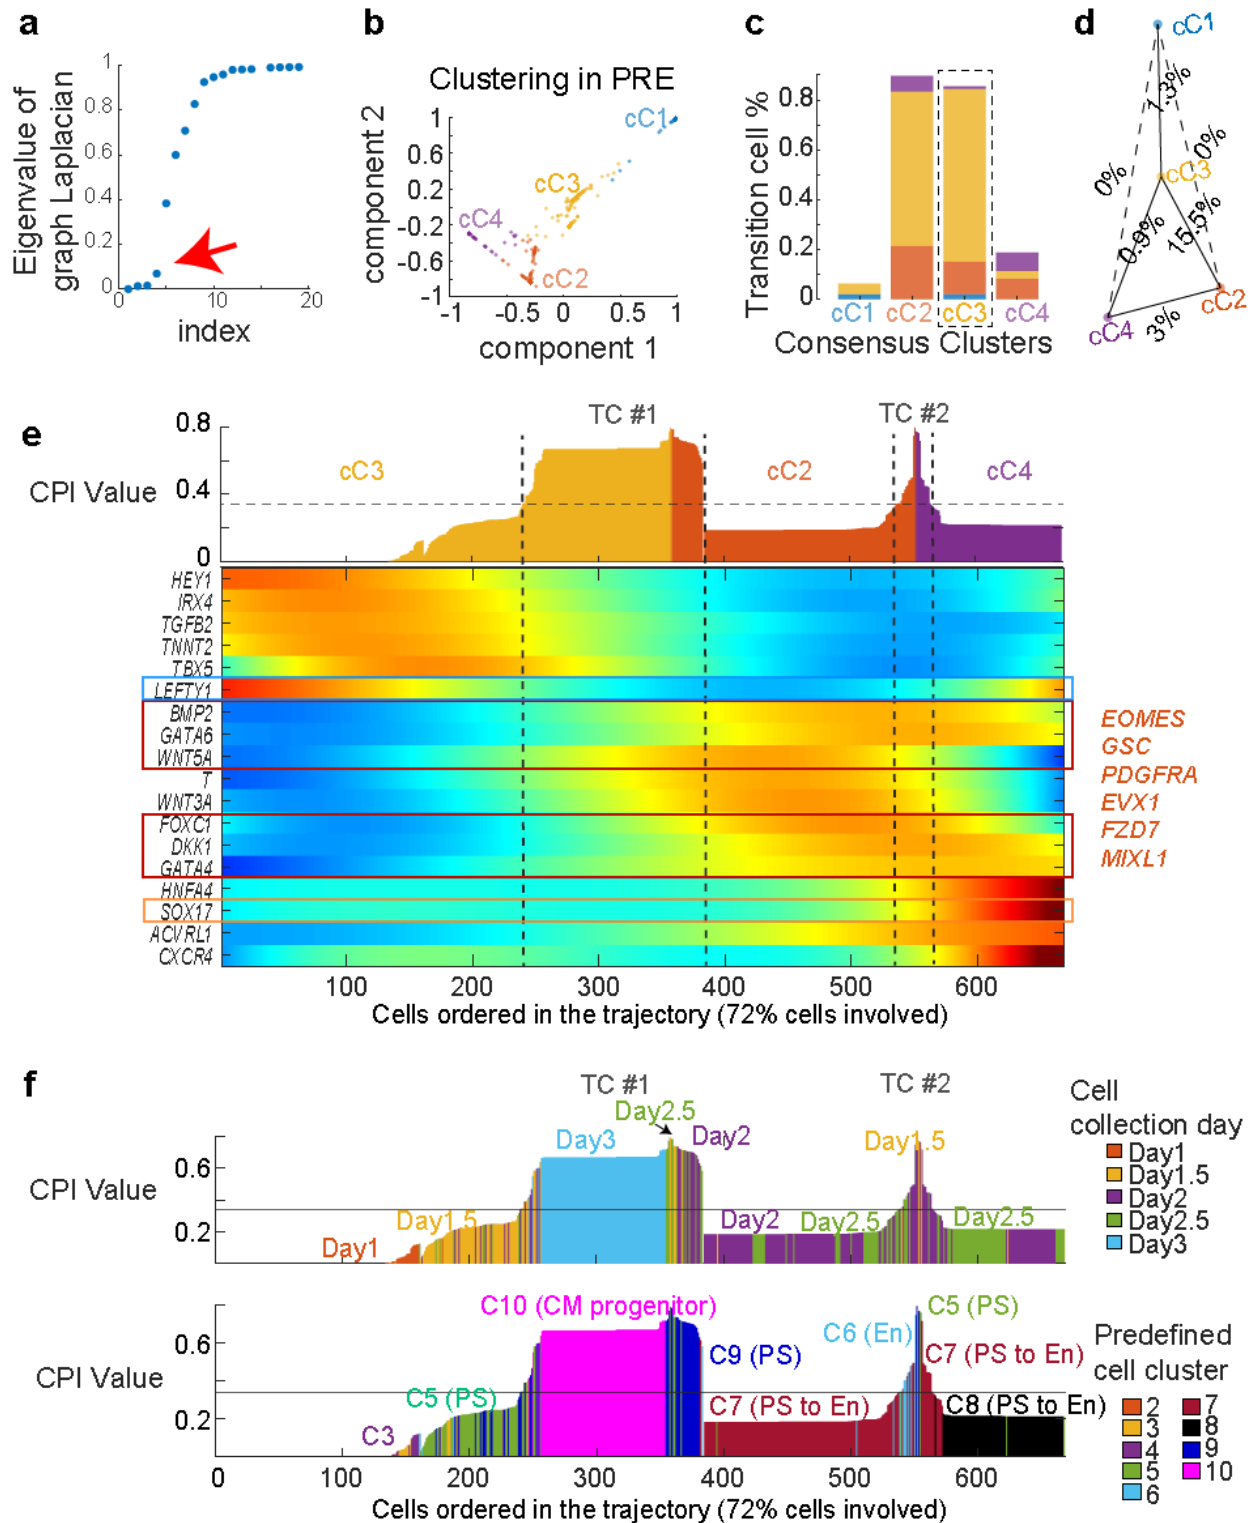 a
Eigenvalue of
graph Laplacian
1
0.8
0.6
0.4
0.2
0
0
10
20
index
b
Clustering in PRE
component 2
1
0.6
0.2
-0.2
-0.6
-1
cC1
cC3
cC4
cC2
-1
-0.5
0
0.5
1
component 1
c
Transition cell %
0.8
0.4
0.2
0
cC1
cC2
cC3
cC4
Consensus Clusters
d
cC1
1.3%
0%
0%
cC3
0.9%
15.5%
cC2
cC4
3%
e
TC #1
TC #2
CPI Value
0.8
0.4
0
cC3
cC2
cC4
HEY1
IRX4
TGFB2
TNNT2
TBX5
LEFTY1
BMP2
GATA6
WNT5A
T
WNT3A
FOXC1
DKK1
GATA4
HNFA4
SOX17
ACVRL1
CXCR4
EOMES
GSC
PDGFRA
EVX1
FZD7
MIXL1
100
200
300
400
500
600
Cells ordered in the trajectory (72% cells involved)
f
TC #1
TC #2
CPI Value
0.6
0.2
Day1
Day1.5
Day3
Day2.5
Day2
Day2
Day2.5
Day1.5
Day2.5
Cell
collection day
Day1
Day1.5
Day2
Day2.5
Day3
CPI Value
0.6
0.2
C3
C5 (PS)
C10 (CM progenitor)
C9 (PS)
C7 (PS to En)
C6 (En)
C5 (PS)
C7 (PS to En)
C8 (PS to En)
Predefined
cell cluster
2
3
4
5
6
7
8
9
10
0
100
200
300
400
500
600
Cells ordered in the trajectory (72% cells involved)